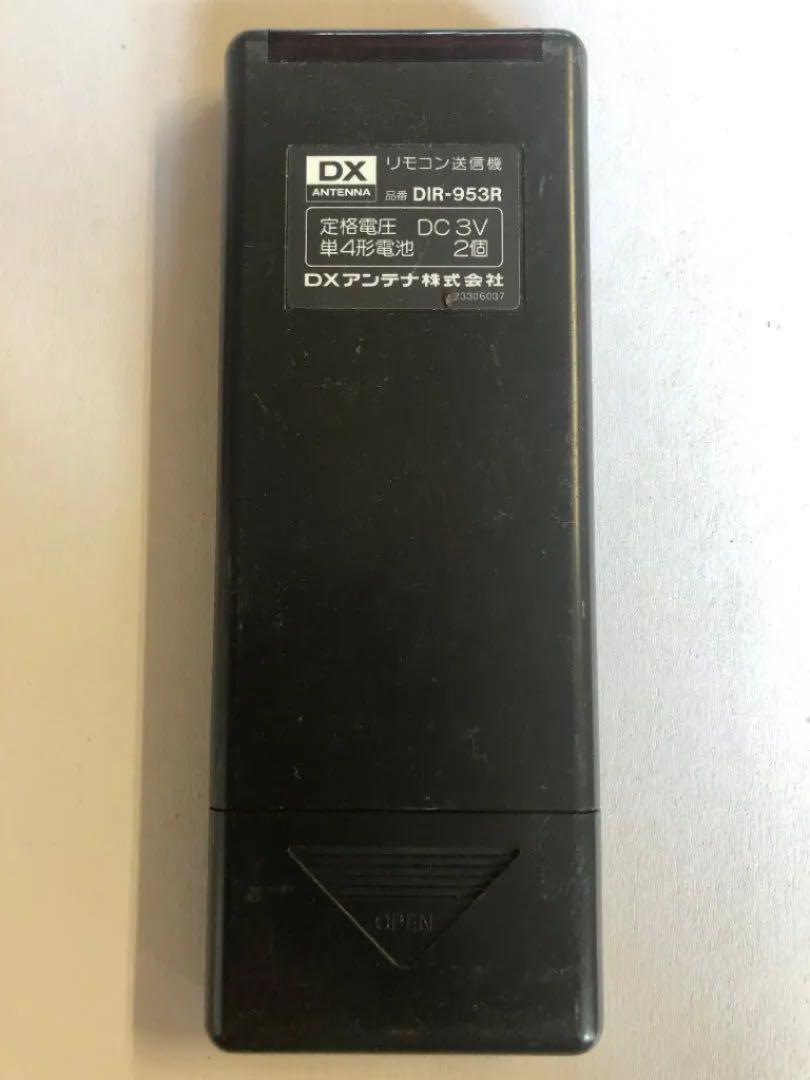 DX
ANTENNA
リモコン送信機
品番 DIR-953R
定格電圧 DC 3V
単4形電池 2個
DXアンテナ株式会社
23306037
OPEN